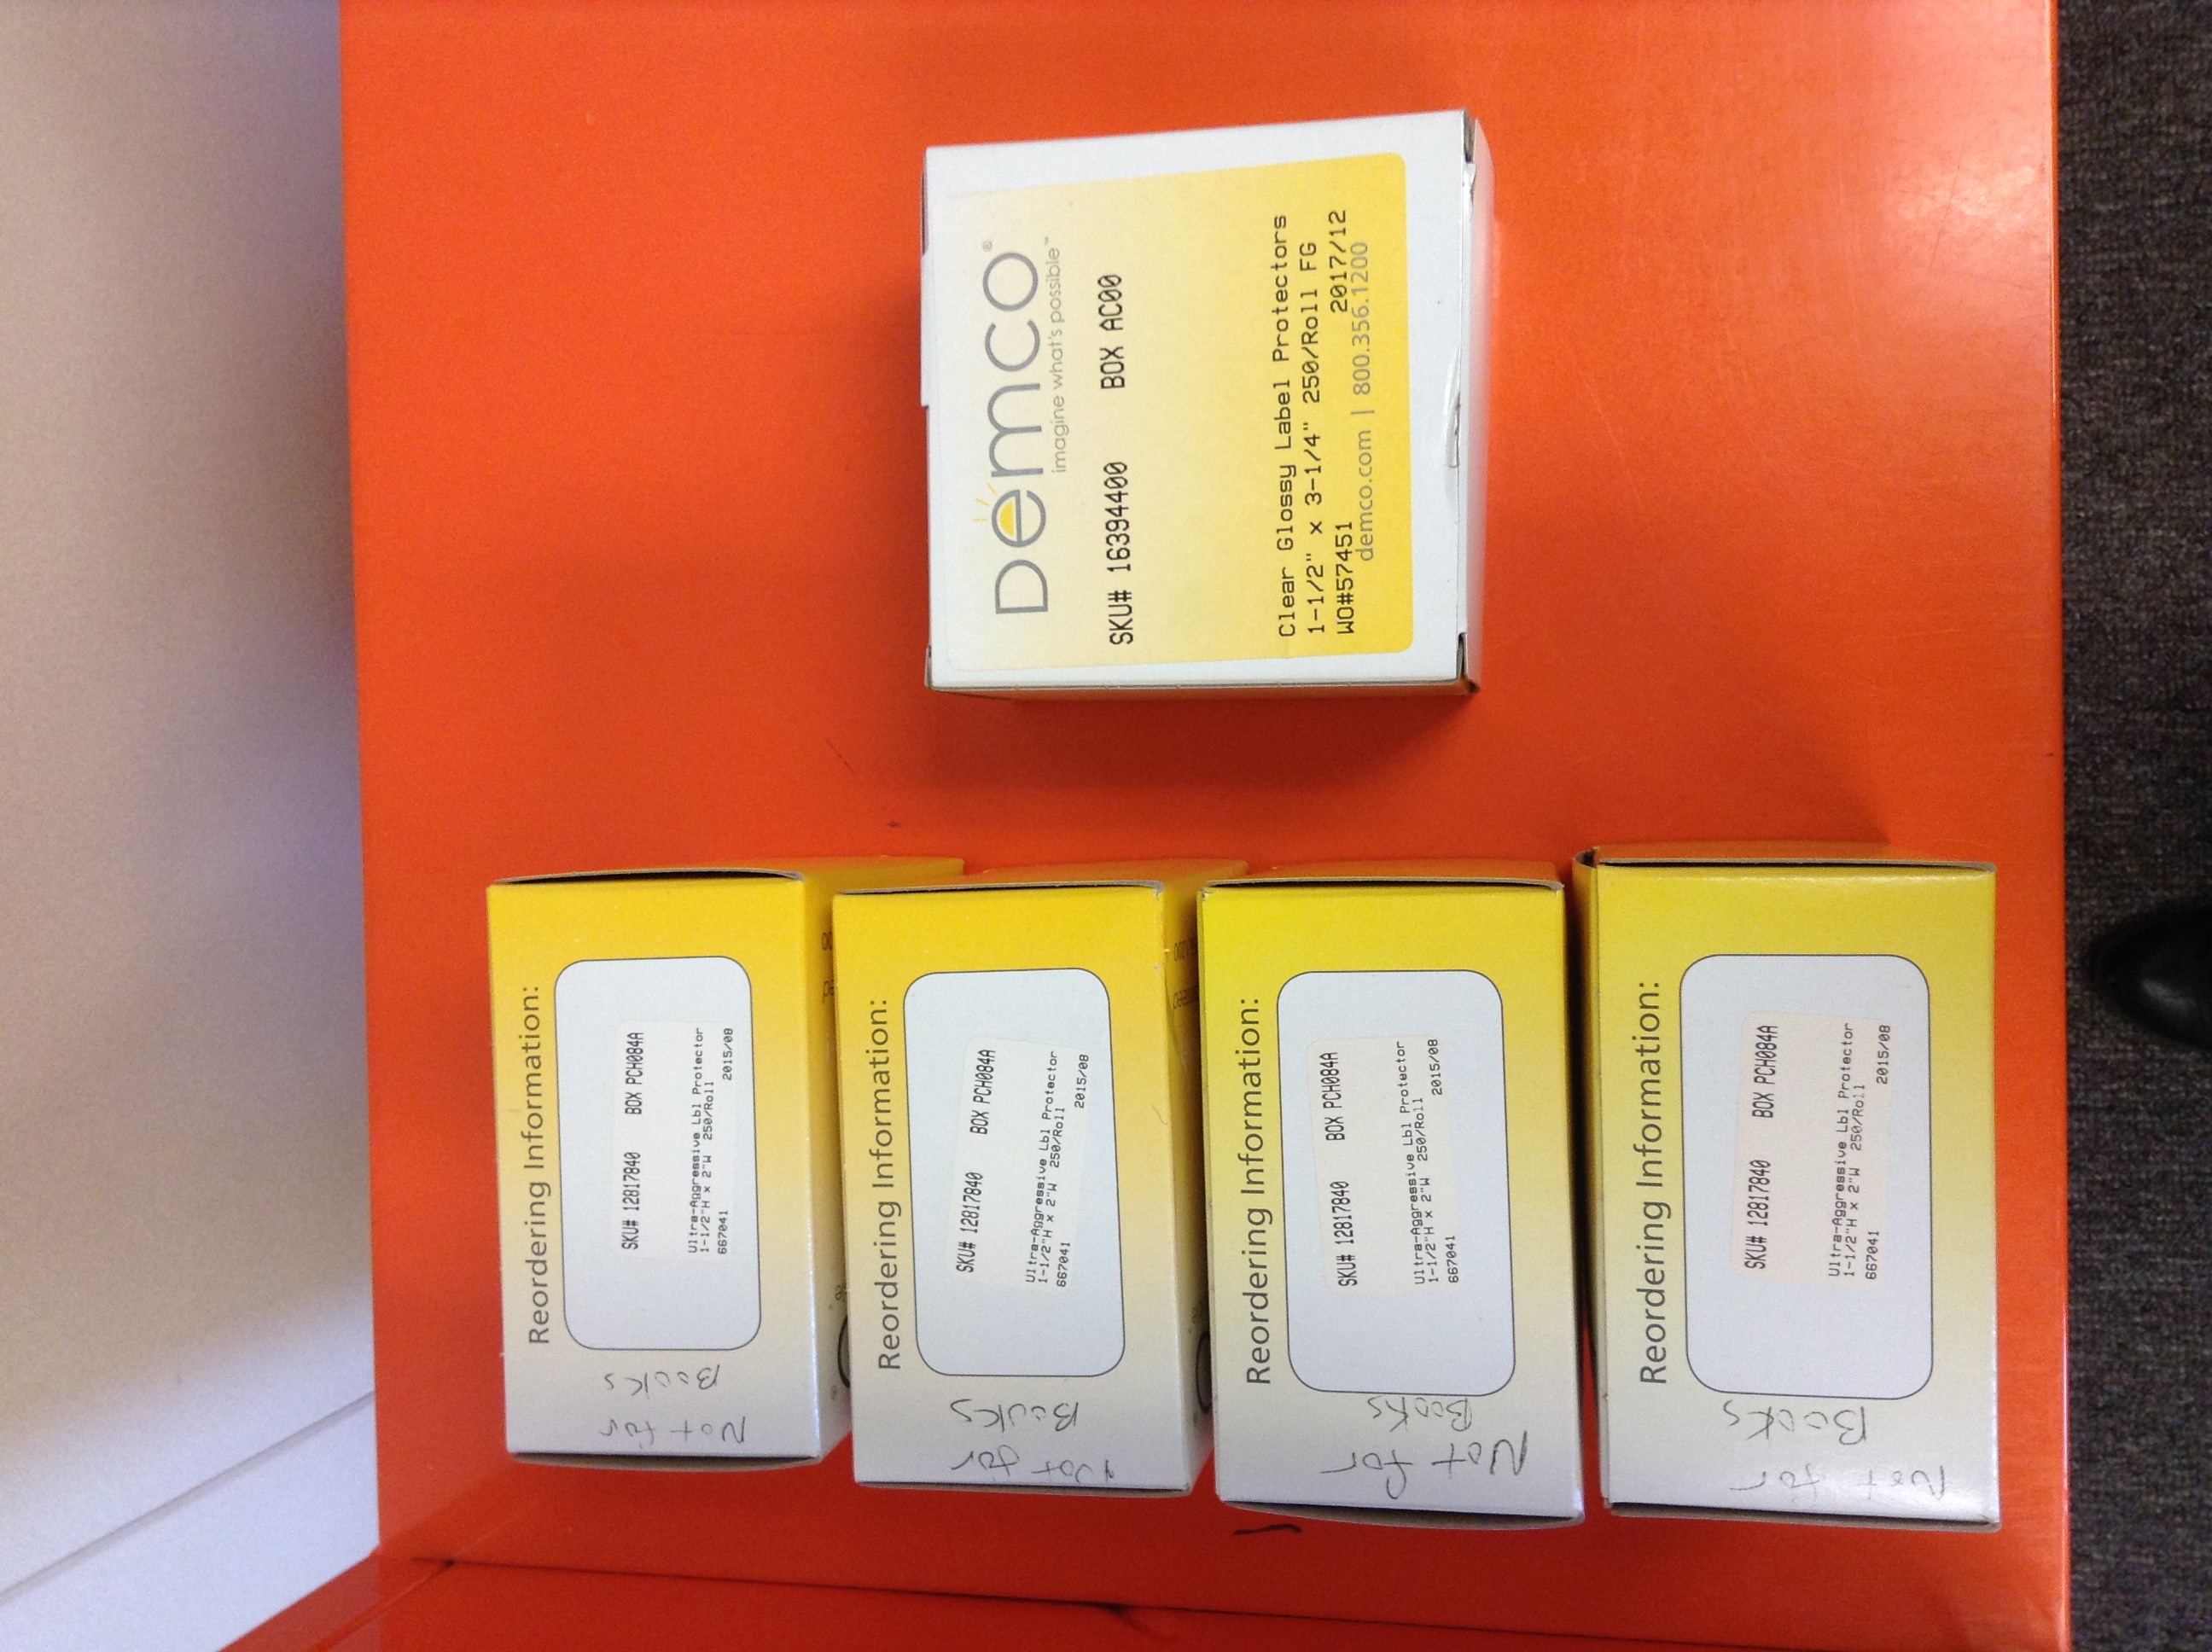 Demco®
imagine what's possible™
SKU# 16394400 BOX AC00
Clear Glossy Label Protectors
1-1/2" x 3-1/4" 250/Roll FG
WO#57451 2017/12
demco.com | 800.356.1200
Reordering Information:
SKU# 12817840 BOX PCH084A
Ultra-Aggressive Lbl Protector
1-1/2"H x 2"W 250/Roll
667041 2015/08
Not for
Books
Reordering Information:
SKU# 12817840 BOX PCH084A
Ultra-Aggressive Lbl Protector
1-1/2"H x 2"W 250/Roll
667041 2015/08
Not for
Books
Reordering Information:
SKU# 12817840 BOX PCH084A
Ultra-Aggressive Lbl Protector
1-1/2"H x 2"W 250/Roll
667041 2015/08
Not for
Books
Reordering Information:
SKU# 12817840 BOX PCH084A
Ultra-Aggressive Lbl Protector
1-1/2"H x 2"W 250/Roll
667041 2015/08
Not for
Books